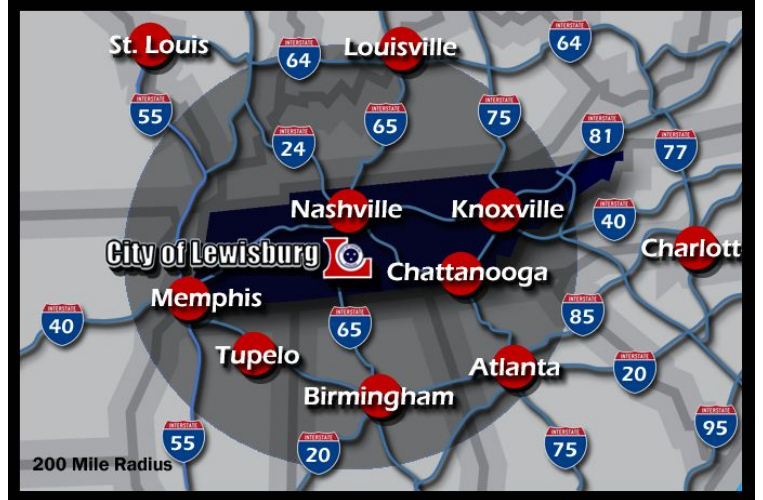 St. Louis
Louisville
INTERSTATE
64
INTERSTATE
64
INTERSTATE
55
INTERSTATE
65
INTERSTATE
75
INTERSTATE
81
INTERSTATE
24
INTERSTATE
77
Nashville
Knoxville
INTERSTATE
40
City of Lewisburg L
Charlott
Chattanooga
Memphis
INTERSTATE
40
INTERSTATE
65
INTERSTATE
85
Tupelo
Atlanta
INTERSTATE
20
Birmingham
INTERSTATE
95
INTERSTATE
55
INTERSTATE
20
INTERSTATE
75
200 Mile Radius